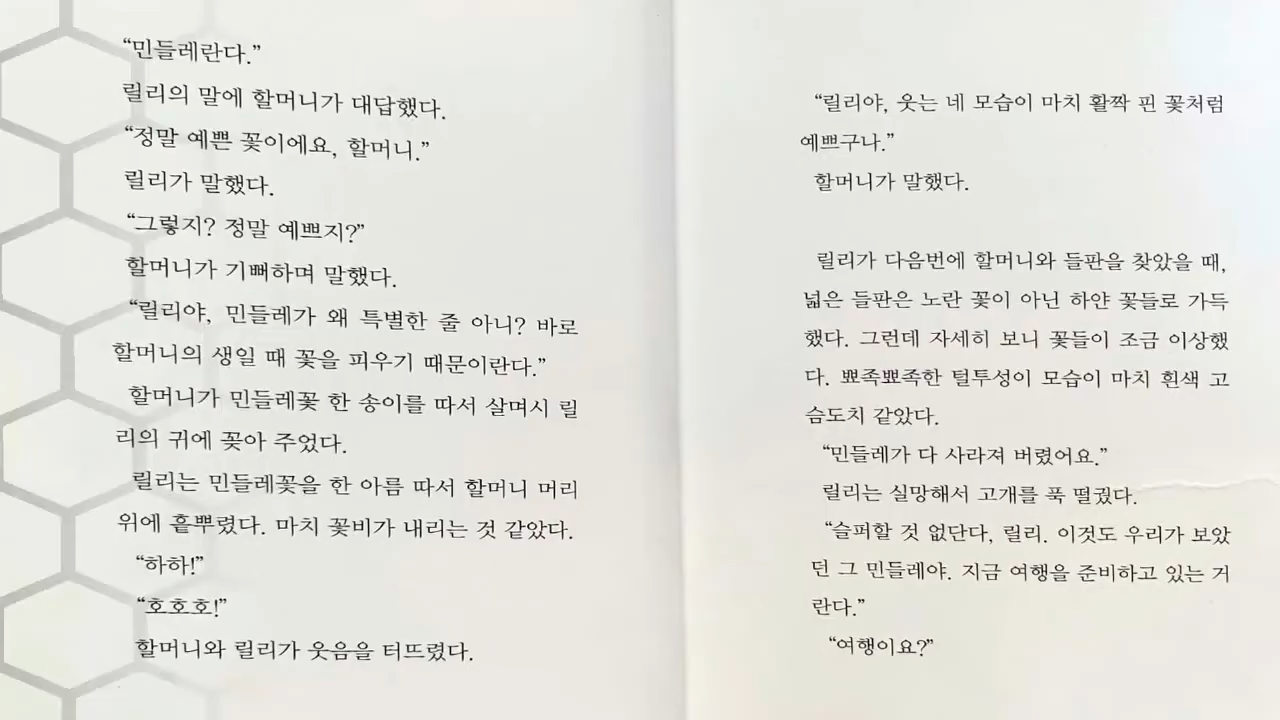 “민들레란다.”
릴리의 말에 할머니가 대답했다.
“정말 예쁜 꽃이에요, 할머니.”
릴리가 말했다.
“그렇지? 정말 예쁘지?”
할머니가 기뻐하며 말했다.
“릴리야, 민들레가 왜 특별한 줄 아니? 바로
할머니의 생일 때 꽃을 피우기 때문이란다.”
할머니가 민들레꽃 한 송이를 따서 살며시 릴
리의 귀에 꽂아 주었다.
릴리는 민들레꽃을 한 아름 따서 할머니 머리
위에 흩뿌렸다. 마치 꽃비가 내리는 것 같았다.
“하하!”
“호호호!”
할머니와 릴리가 웃음을 터뜨렸다.
“릴리야, 웃는 네 모습이 마치 활짝 핀 꽃처럼
예쁘구나.”
할머니가 말했다.
릴리가 다음번에 할머니와 들판을 찾았을 때,
넓은 들판은 노란 꽃이 아닌 하얀 꽃들로 가득
했다. 그런데 자세히 보니 꽃들이 조금 이상했
다. 뾰족뾰족한 털투성이 모습이 마치 흰색 고
슴도치 같았다.
“민들레가 다 사라져 버렸어요.”
릴리는 실망해서 고개를 푹 떨궜다.
“슬퍼할 것 없단다, 릴리. 이것도 우리가 보았
던 그 민들레야. 지금 여행을 준비하고 있는 거
란다.”
“여행이요?”